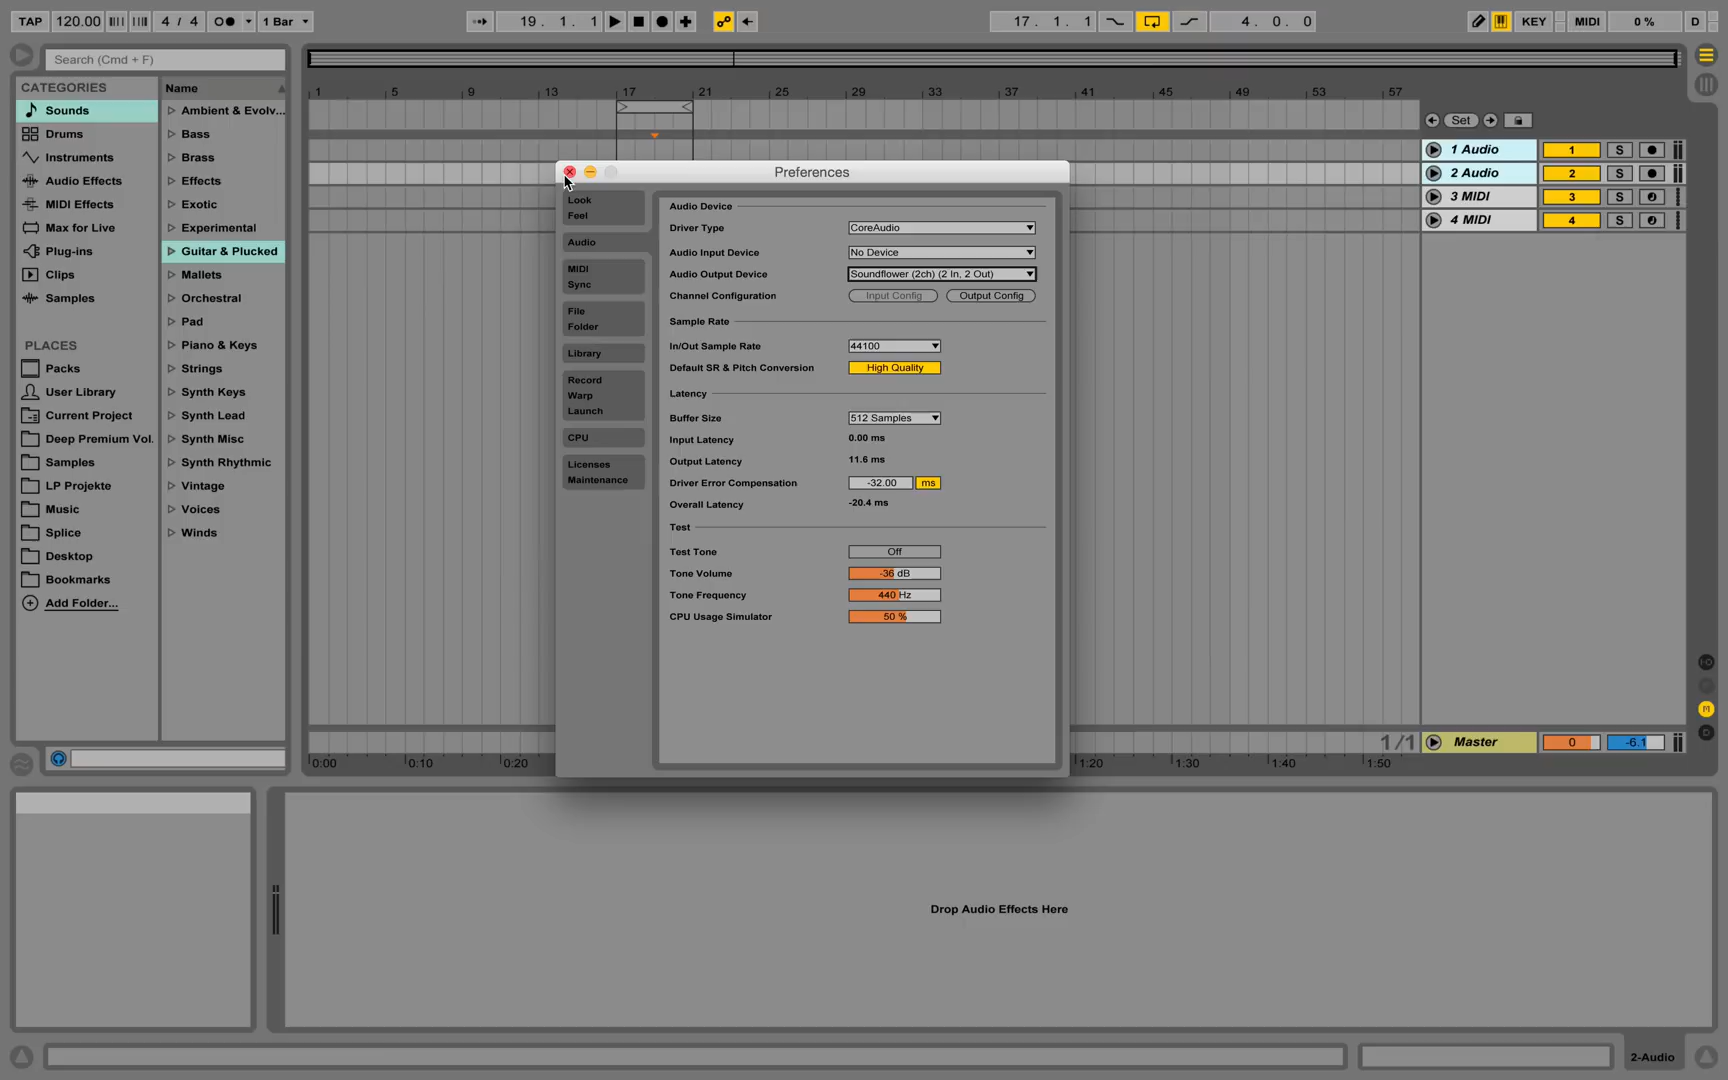 TAP 120.00 4 / 4 1 Bar 19 . 1 . 1 17 . 1 . 1 4 . 0 . 0 KEY MIDI 0 % D
Search (Cmd + F)
CATEGORIES
Sounds
Drums
Instruments
Audio Effects
MIDI Effects
Max for Live
Plug-ins
Clips
Samples
PLACES
Packs
User Library
Current Project
Deep Premium Vol.
Samples
LP Projekte
Music
Splice
Desktop
Bookmarks
Add Folder...
Name
Ambient & Evolv...
Bass
Brass
Effects
Exotic
Experimental
Guitar & Plucked
Mallets
Orchestral
Pad
Piano & Keys
Strings
Synth Keys
Synth Lead
Synth Misc
Synth Rhythmic
Vintage
Voices
Winds
1 5 9 13 17 21 25 29 33 37 41 45 49 53 57
Set
1 Audio 1 S
2 Audio 2 S
3 MIDI 3 S
4 MIDI 4 S
Preferences
Look
Feel
Audio
MIDI
Sync
File
Folder
Library
Record
Warp
Launch
CPU
Licenses
Maintenance
Audio Device
Driver Type CoreAudio
Audio Input Device No Device
Audio Output Device Soundflower (2ch) (2 In, 2 Out)
Channel Configuration Input Config Output Config
Sample Rate
In/Out Sample Rate 44100
Default SR & Pitch Conversion High Quality
Latency
Buffer Size 512 Samples
Input Latency 0.00 ms
Output Latency 11.6 ms
Driver Error Compensation -32.00 ms
Overall Latency -20.4 ms
Test
Test Tone Off
Tone Volume -36 dB
Tone Frequency 440 Hz
CPU Usage Simulator 50 %
1/1 Master 0 -6.1
0:00 0:10 0:20 1:20 1:30 1:40 1:50
D
Drop Audio Effects Here
2-Audio